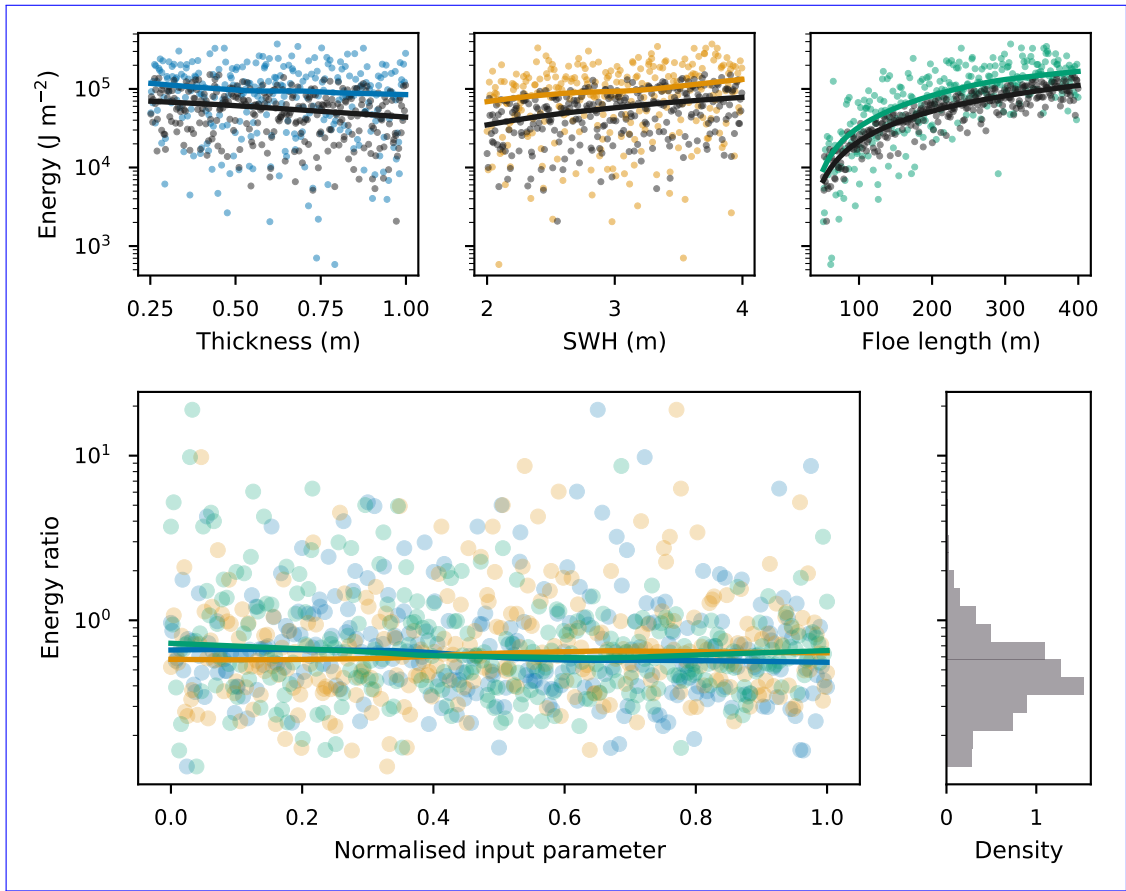 Energy (J m⁻²)
10⁵
10⁴
10³
0.25 0.50 0.75 1.00
Thickness (m)
2 3 4
SWH (m)
100 200 300 400
Floe length (m)
Energy ratio
10¹
10⁰
0.0 0.2 0.4 0.6 0.8 1.0
Normalised input parameter
0 1
Density